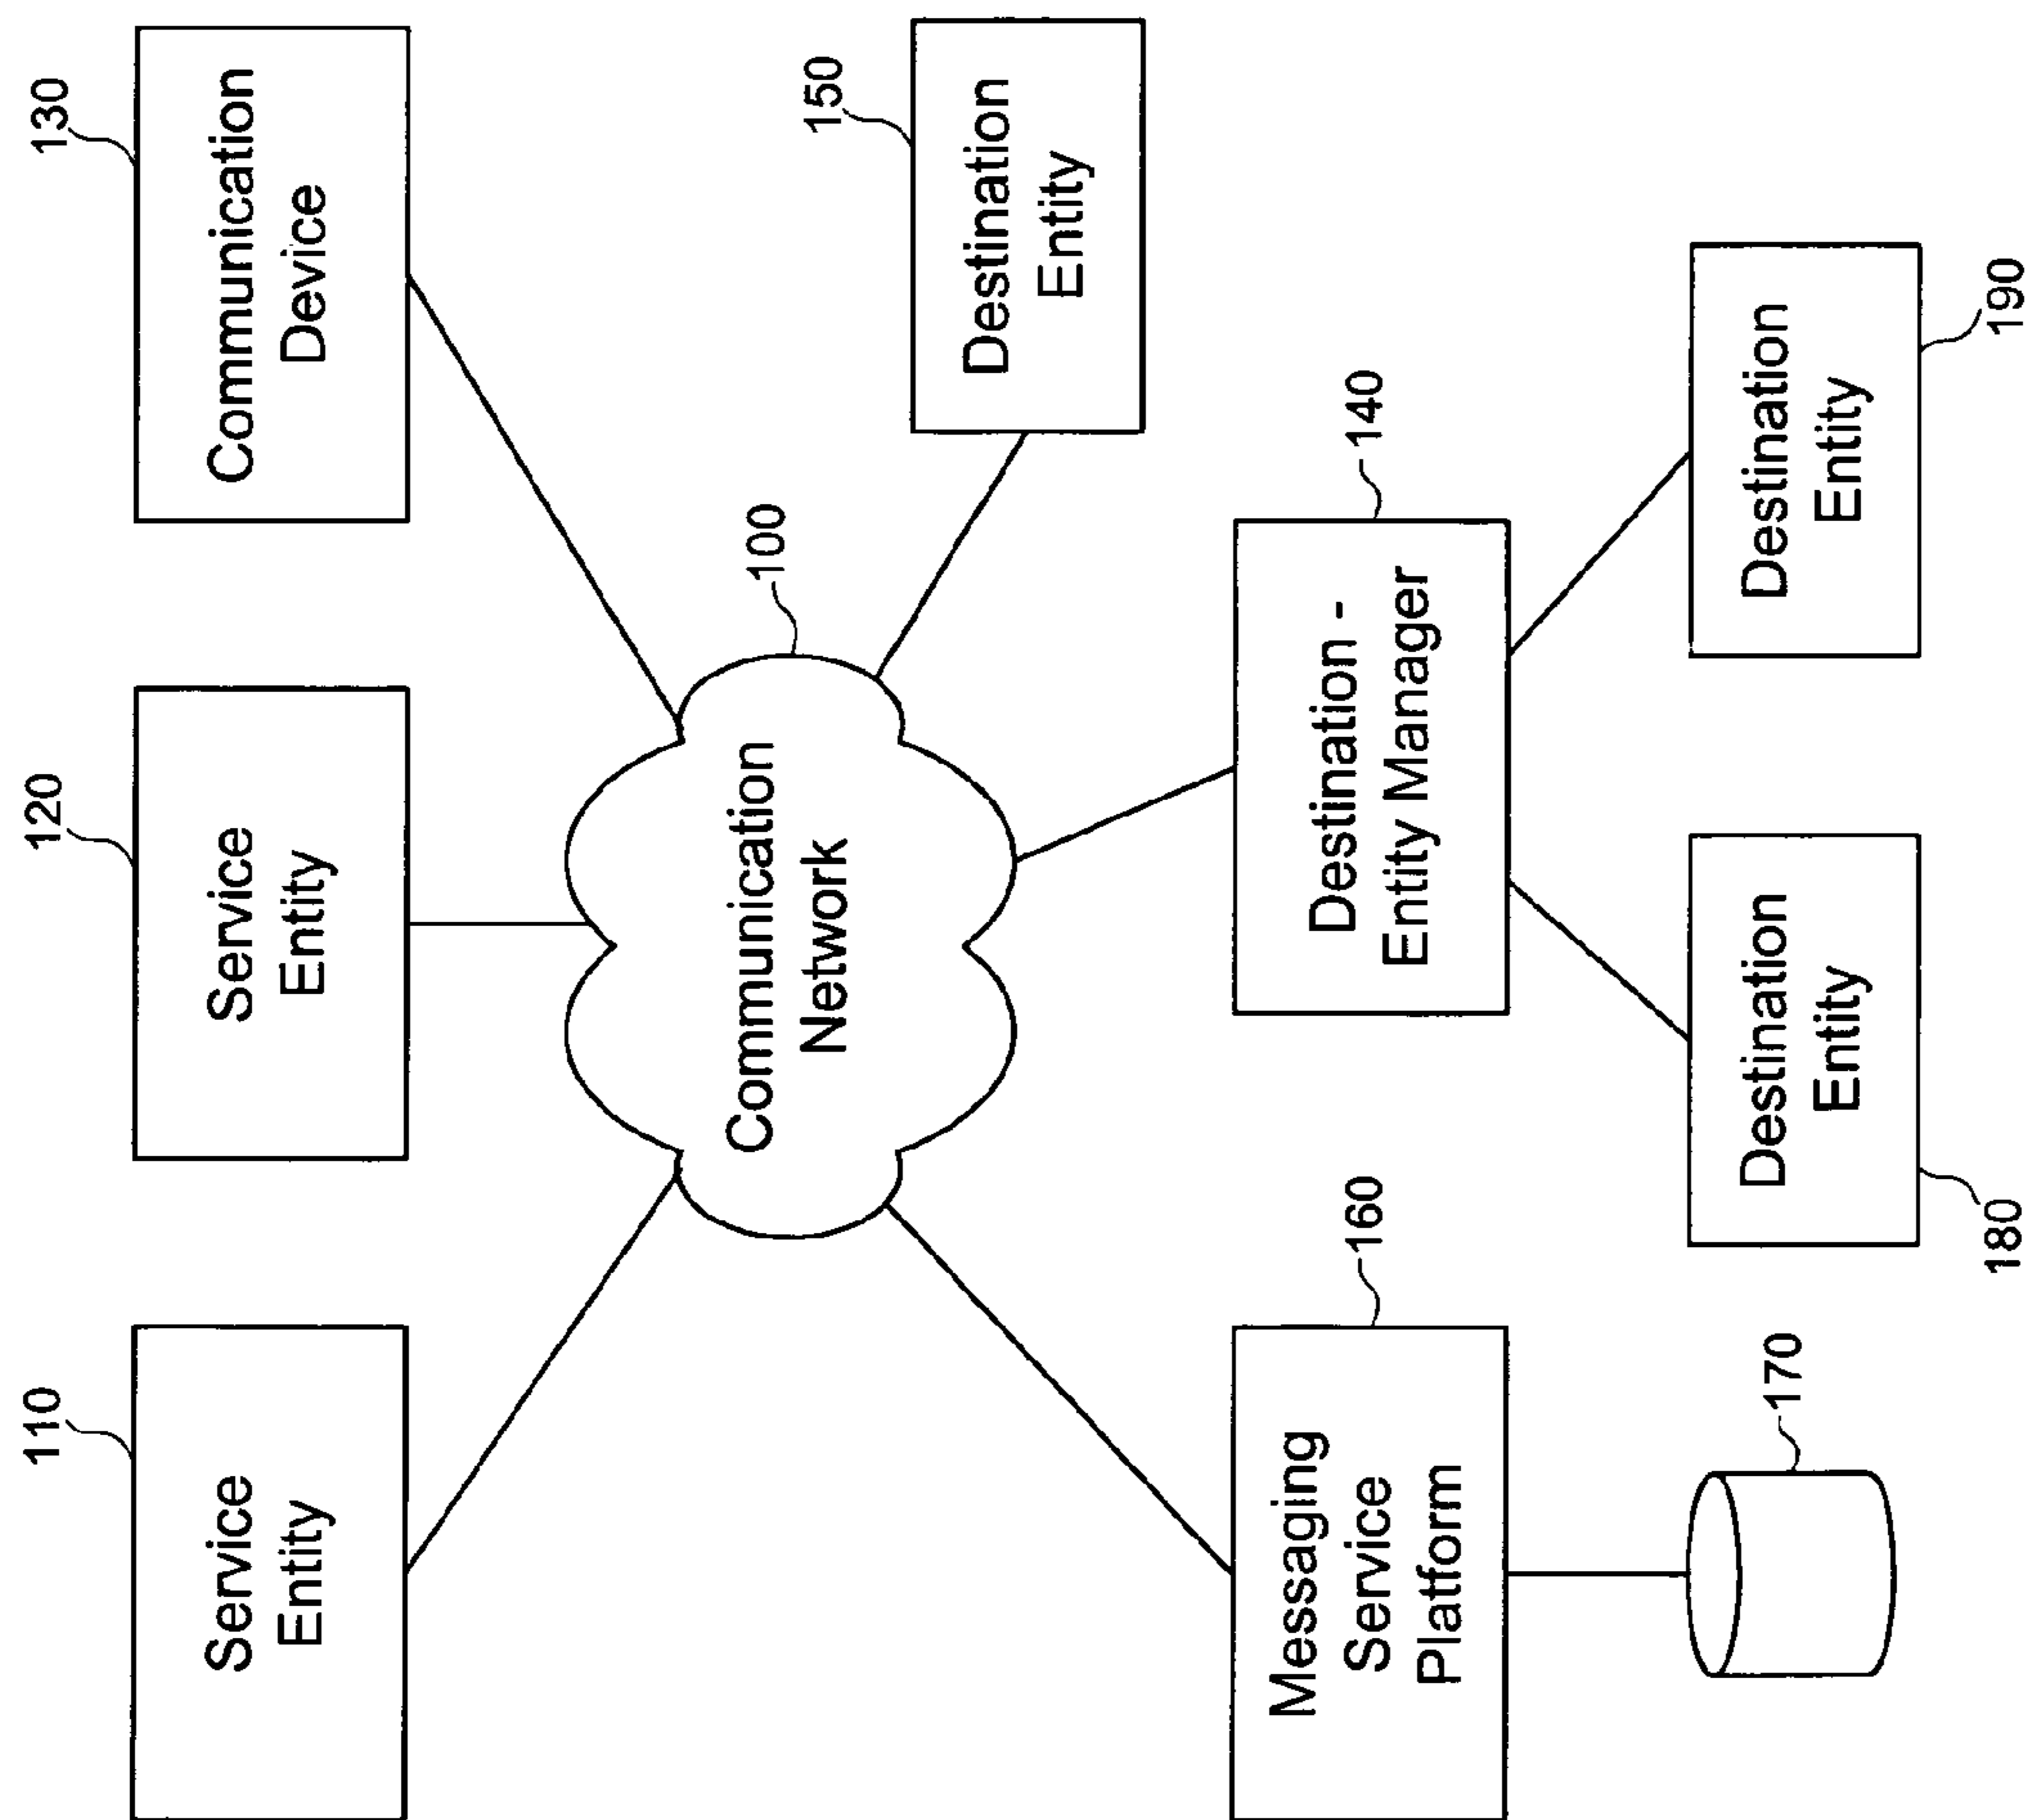 110
Service
Entity
120
Service
Entity
130
Communication
Device
100
Communication
Network
150
Destination
Entity
160
Messaging
Service
Platform
140
Destination -
Entity Manager
170
180
Destination
Entity
190
Destination
Entity